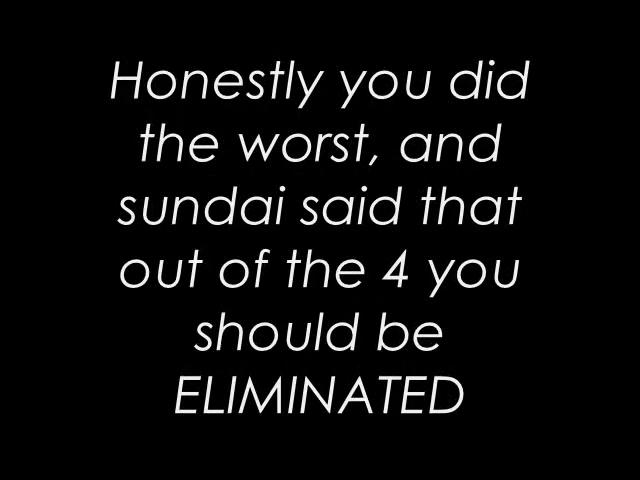 Honestly you did
the worst, and
sundai said that
out of the 4 you
should be
ELIMINATED